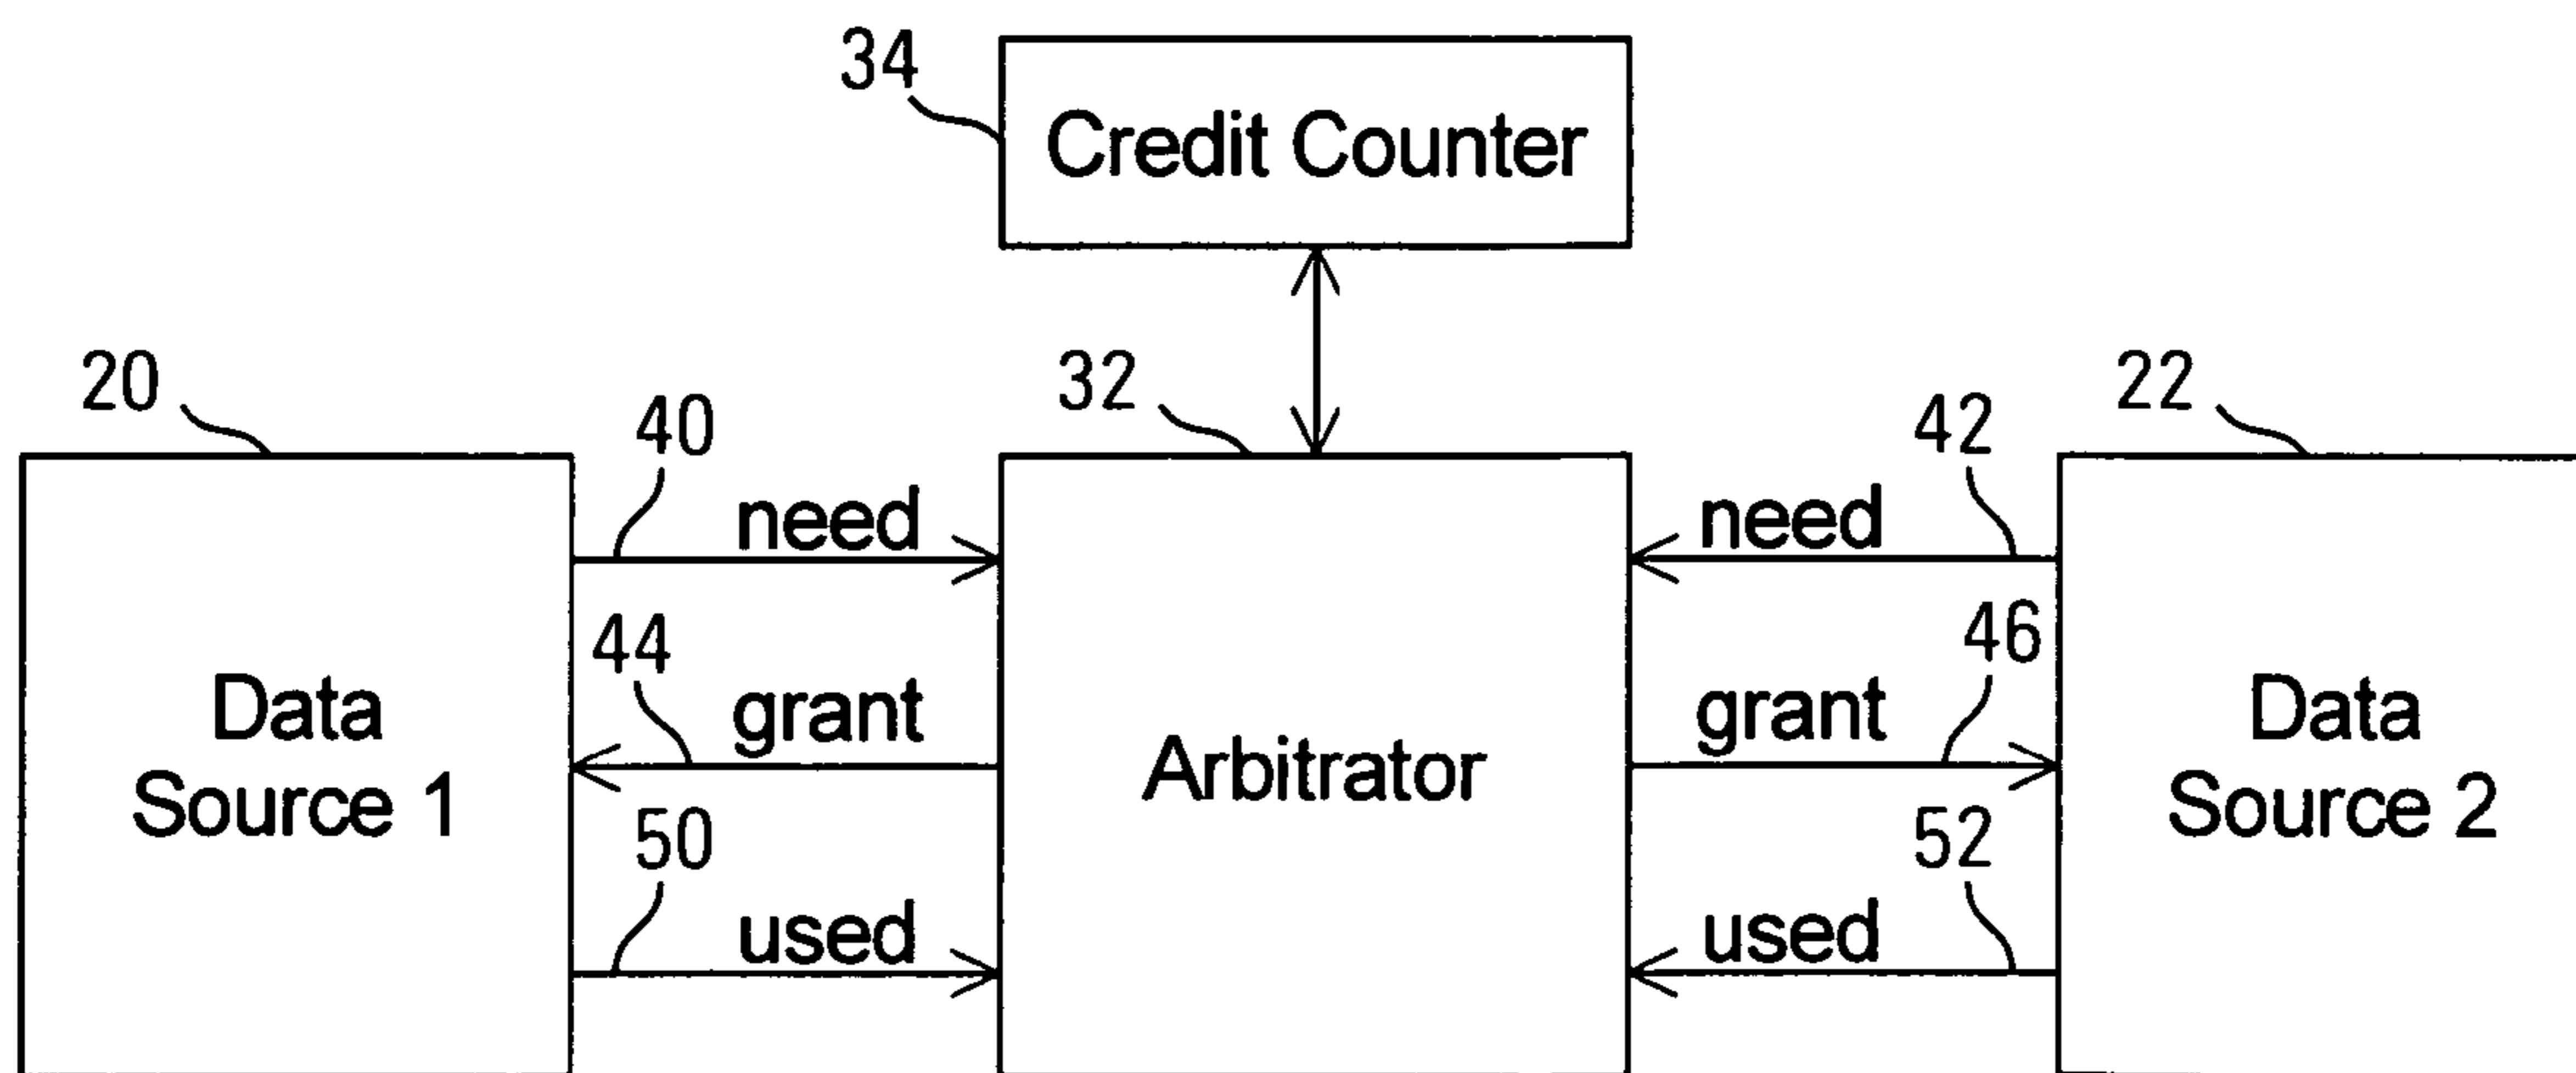 34
Credit Counter
20
40
32
42
22
need
need
44
46
grant
grant
Data
Source 1
Arbitrator
Data
Source 2
50
52
used
used